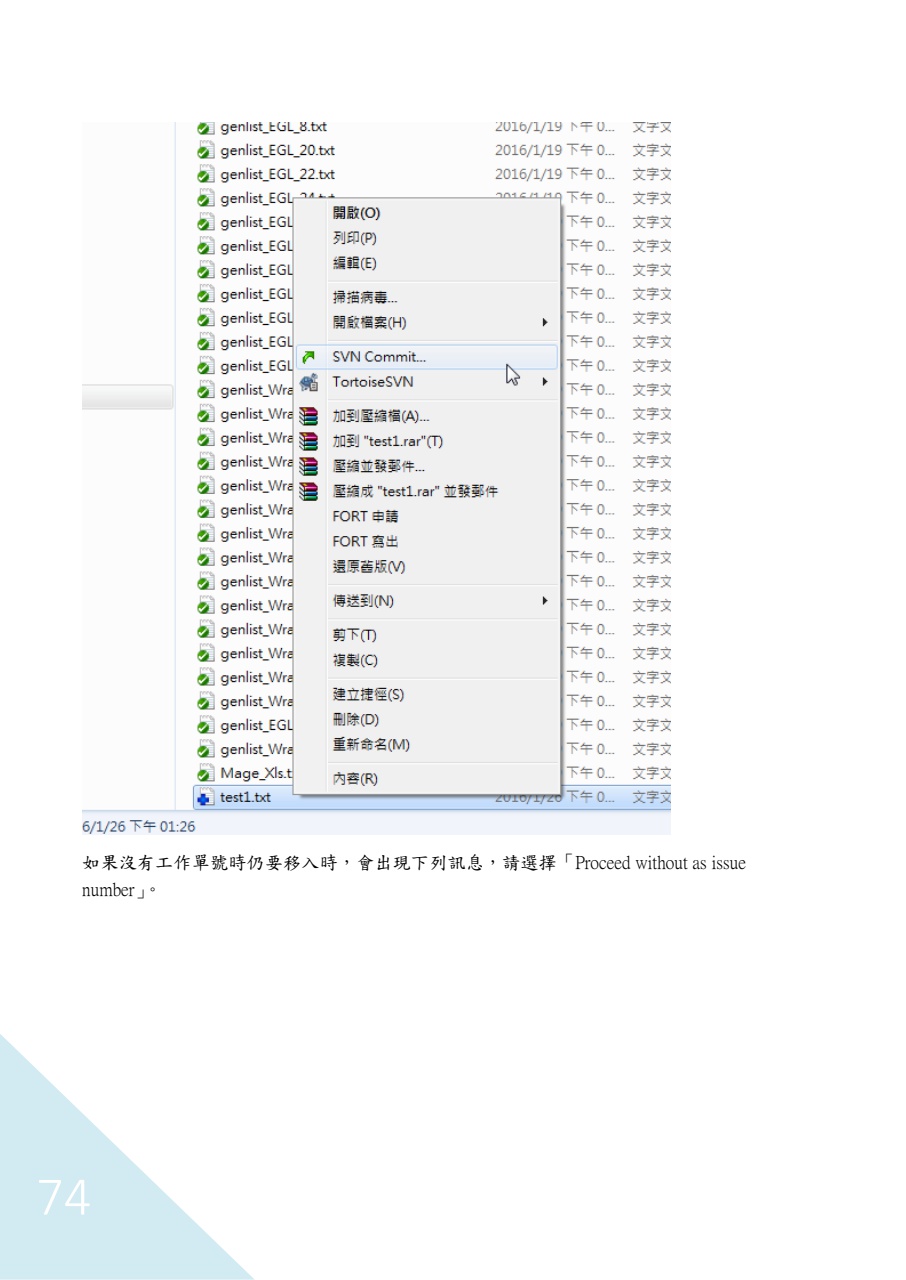 genlist_EGL_8.txt 2016/1/19 下午 0... 文字文
genlist_EGL_20.txt 2016/1/19 下午 0... 文字文
genlist_EGL_22.txt 2016/1/19 下午 0... 文字文
genlist_EGL_24.txt 2016/1/19 下午 0... 文字文
genlist_EGL 下午 0... 文字文
genlist_EGL 下午 0... 文字文
genlist_EGL 下午 0... 文字文
genlist_EGL 下午 0... 文字文
genlist_EGL 下午 0... 文字文
genlist_EGL 下午 0... 文字文
genlist_EGL 下午 0... 文字文
genlist_Wra 下午 0... 文字文
genlist_Wra 下午 0... 文字文
genlist_Wra 下午 0... 文字文
genlist_Wra 下午 0... 文字文
genlist_Wra 下午 0... 文字文
genlist_Wra 下午 0... 文字文
genlist_Wra 下午 0... 文字文
genlist_Wra 下午 0... 文字文
genlist_Wra 下午 0... 文字文
genlist_Wra 下午 0... 文字文
genlist_Wra 下午 0... 文字文
genlist_Wra 下午 0... 文字文
genlist_Wra 下午 0... 文字文
genlist_Wra 下午 0... 文字文
genlist_EGL 下午 0... 文字文
genlist_Wra 下午 0... 文字文
Mage_Xls.t 下午 0... 文字文
test1.txt 2016/1/26 下午 0... 文字文
開啟(O)
列印(P)
編輯(E)
掃描病毒...
開啟檔案(H)
SVN Commit...
TortoiseSVN
加到壓縮檔(A)...
加到 "test1.rar"(T)
壓縮並發郵件...
壓縮成 "test1.rar" 並發郵件
FORT 申請
FORT 寫出
還原舊版(V)
傳送到(N)
剪下(T)
複製(C)
建立捷徑(S)
刪除(D)
重新命名(M)
內容(R)
6/1/26 下午 01:26
如果沒有工作單號時仍要移入時，會出現下列訊息，請選擇「Proceed without as issue
number」。
74